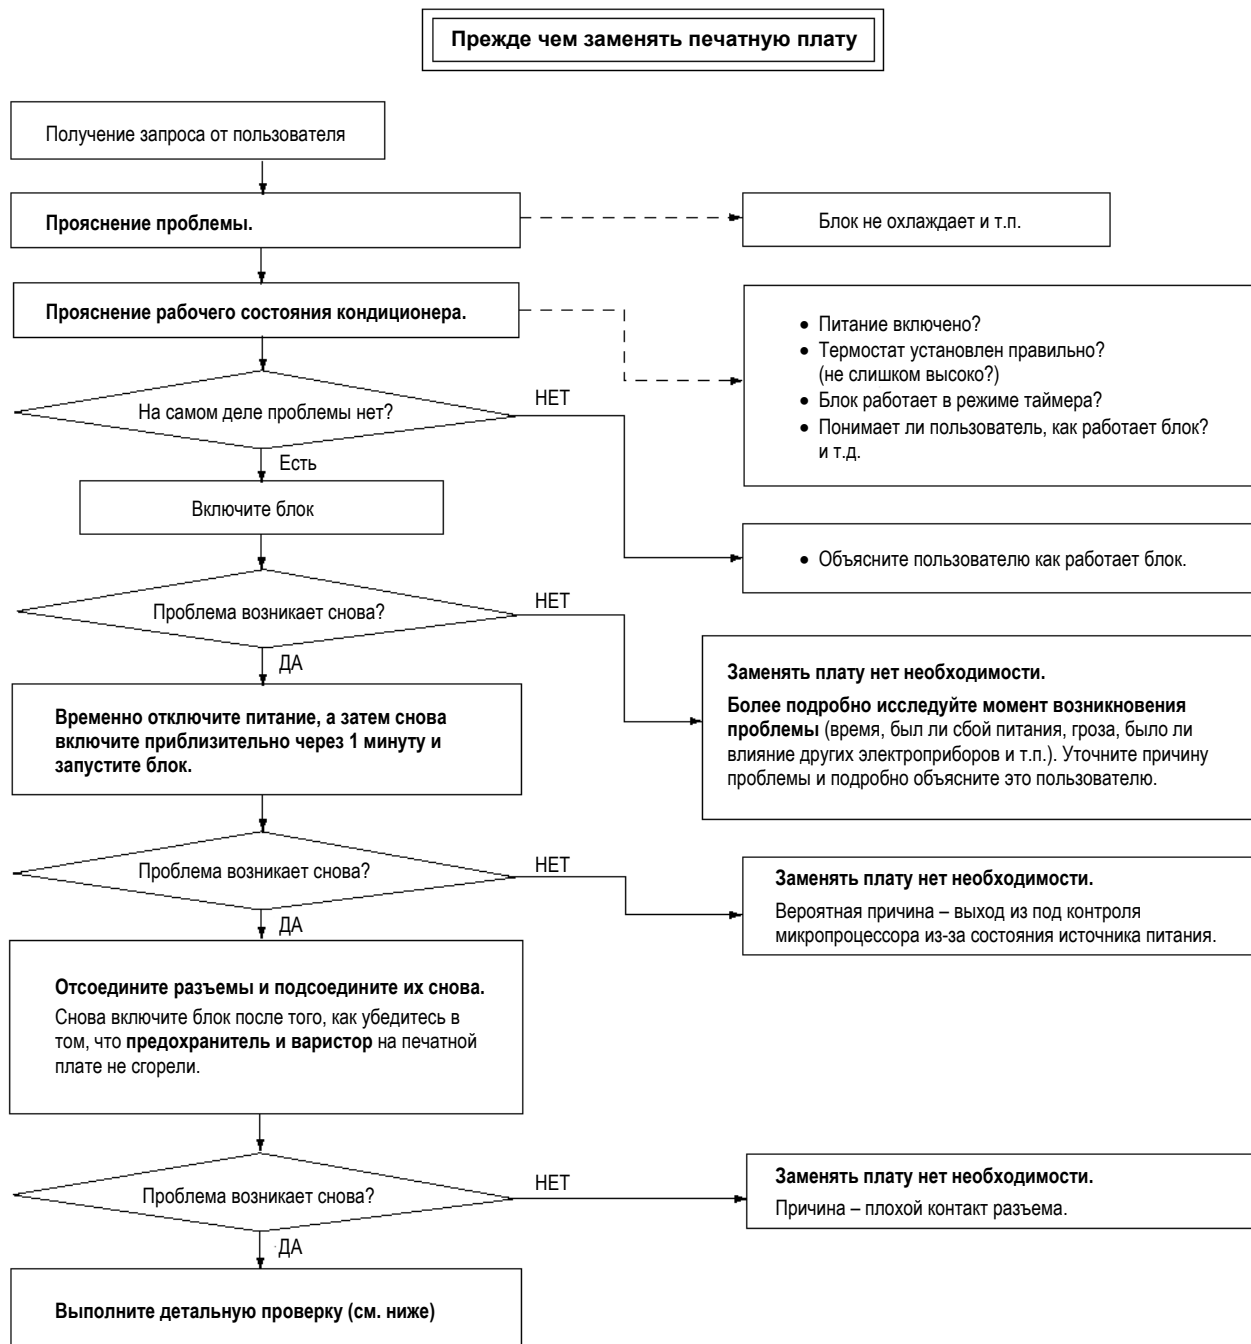 Прежде чем заменять печатную плату
Получение запроса от пользователя
Прояснение проблемы.
Блок не охлаждает и т.п.
Прояснение рабочего состояния кондиционера.
• Питание включено?
• Термостат установлен правильно?
(не слишком высоко?)
• Блок работает в режиме таймера?
• Понимает ли пользователь, как работает блок?
и т.д.
На самом деле проблемы нет?
НЕТ
Есть
Включите блок
• Объясните пользователю как работает блок.
Проблема возникает снова?
НЕТ
ДА
Заменять плату нет необходимости.
Более подробно исследуйте момент возникновения
проблемы (время, был ли сбой питания, гроза, было ли
влияние других электроприборов и т.п.). Уточните причину
проблемы и подробно объясните это пользователю.
Временно отключите питание, а затем снова
включите приблизительно через 1 минуту и
запустите блок.
Проблема возникает снова?
НЕТ
ДА
Заменять плату нет необходимости.
Вероятная причина – выход из под контроля
микропроцессора из-за состояния источника питания.
Отсоедините разъемы и подсоедините их снова.
Снова включите блок после того, как убедитесь в
том, что предохранитель и варистор на печатной
плате не сгорели.
Проблема возникает снова?
НЕТ
ДА
Заменять плату нет необходимости.
Причина – плохой контакт разъема.
Выполните детальную проверку (см. ниже)